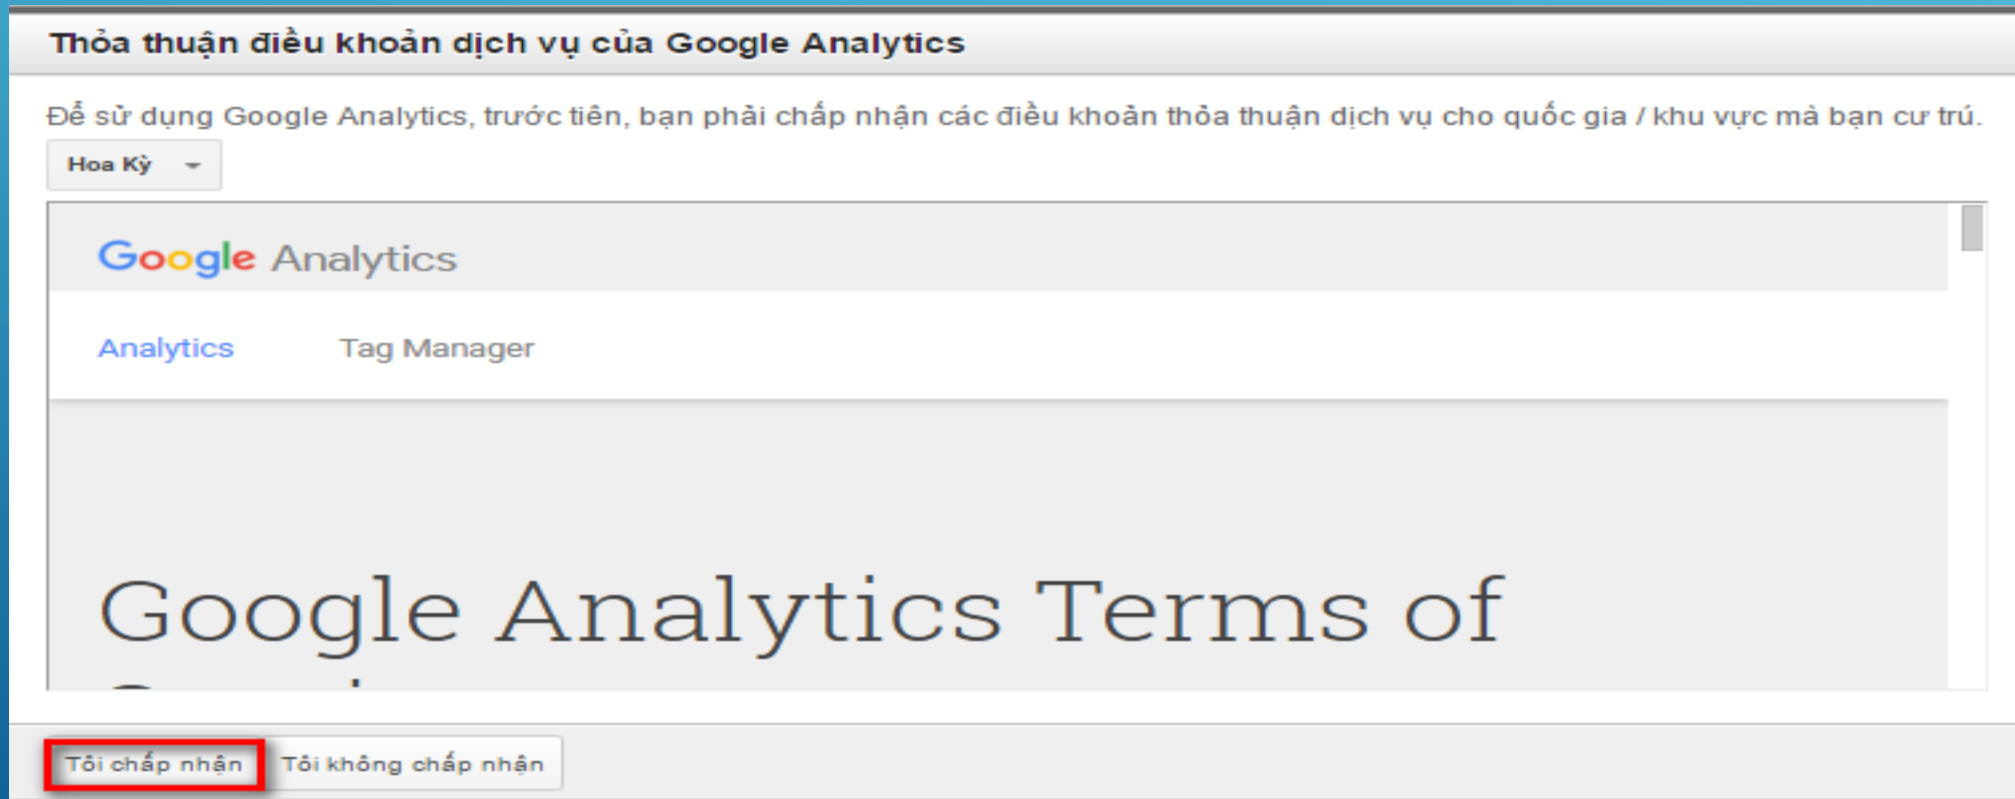 Thỏa thuận điều khoản dịch vụ của Google Analytics
Để sử dụng Google Analytics, trước tiên, bạn phải chấp nhận các điều khoản thỏa thuận dịch vụ cho quốc gia / khu vực mà bạn cư trú.
Hoa Kỳ
Google Analytics
Analytics Tag Manager
Google Analytics Terms of
Tôi chấp nhận Tôi không chấp nhận